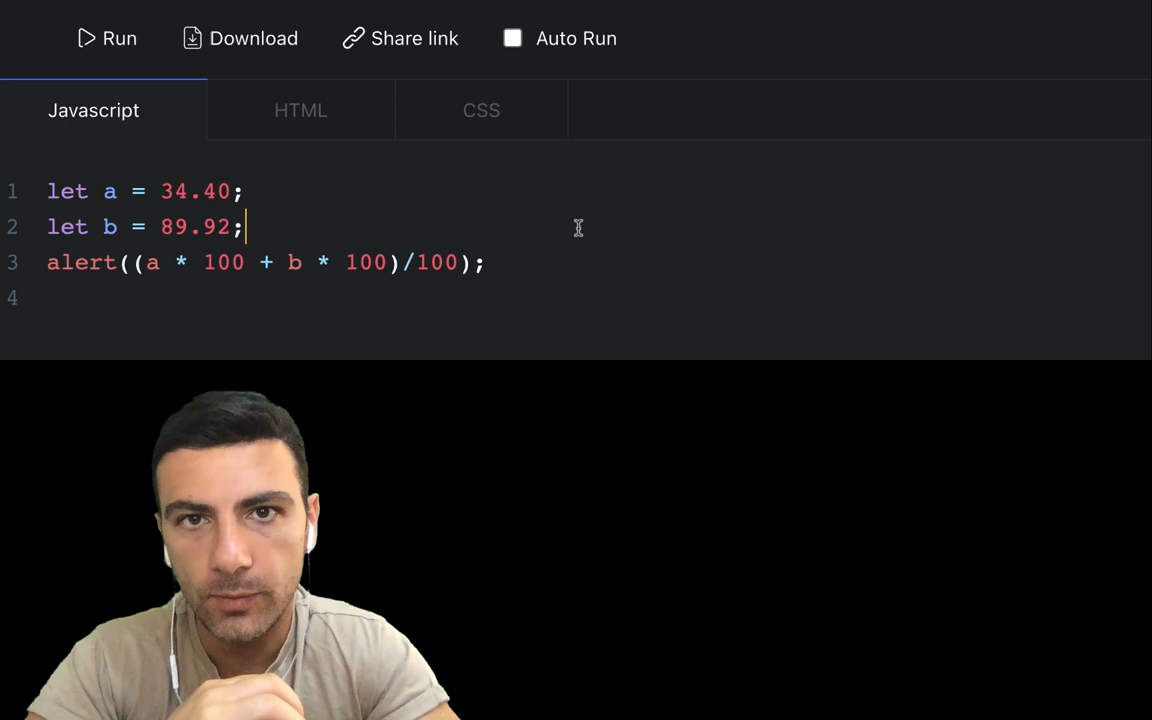 Run Download Share link Auto Run
Javascript HTML CSS
1 let a = 34.40;
2 let b = 89.92;
3 alert((a * 100 + b * 100)/100);
4